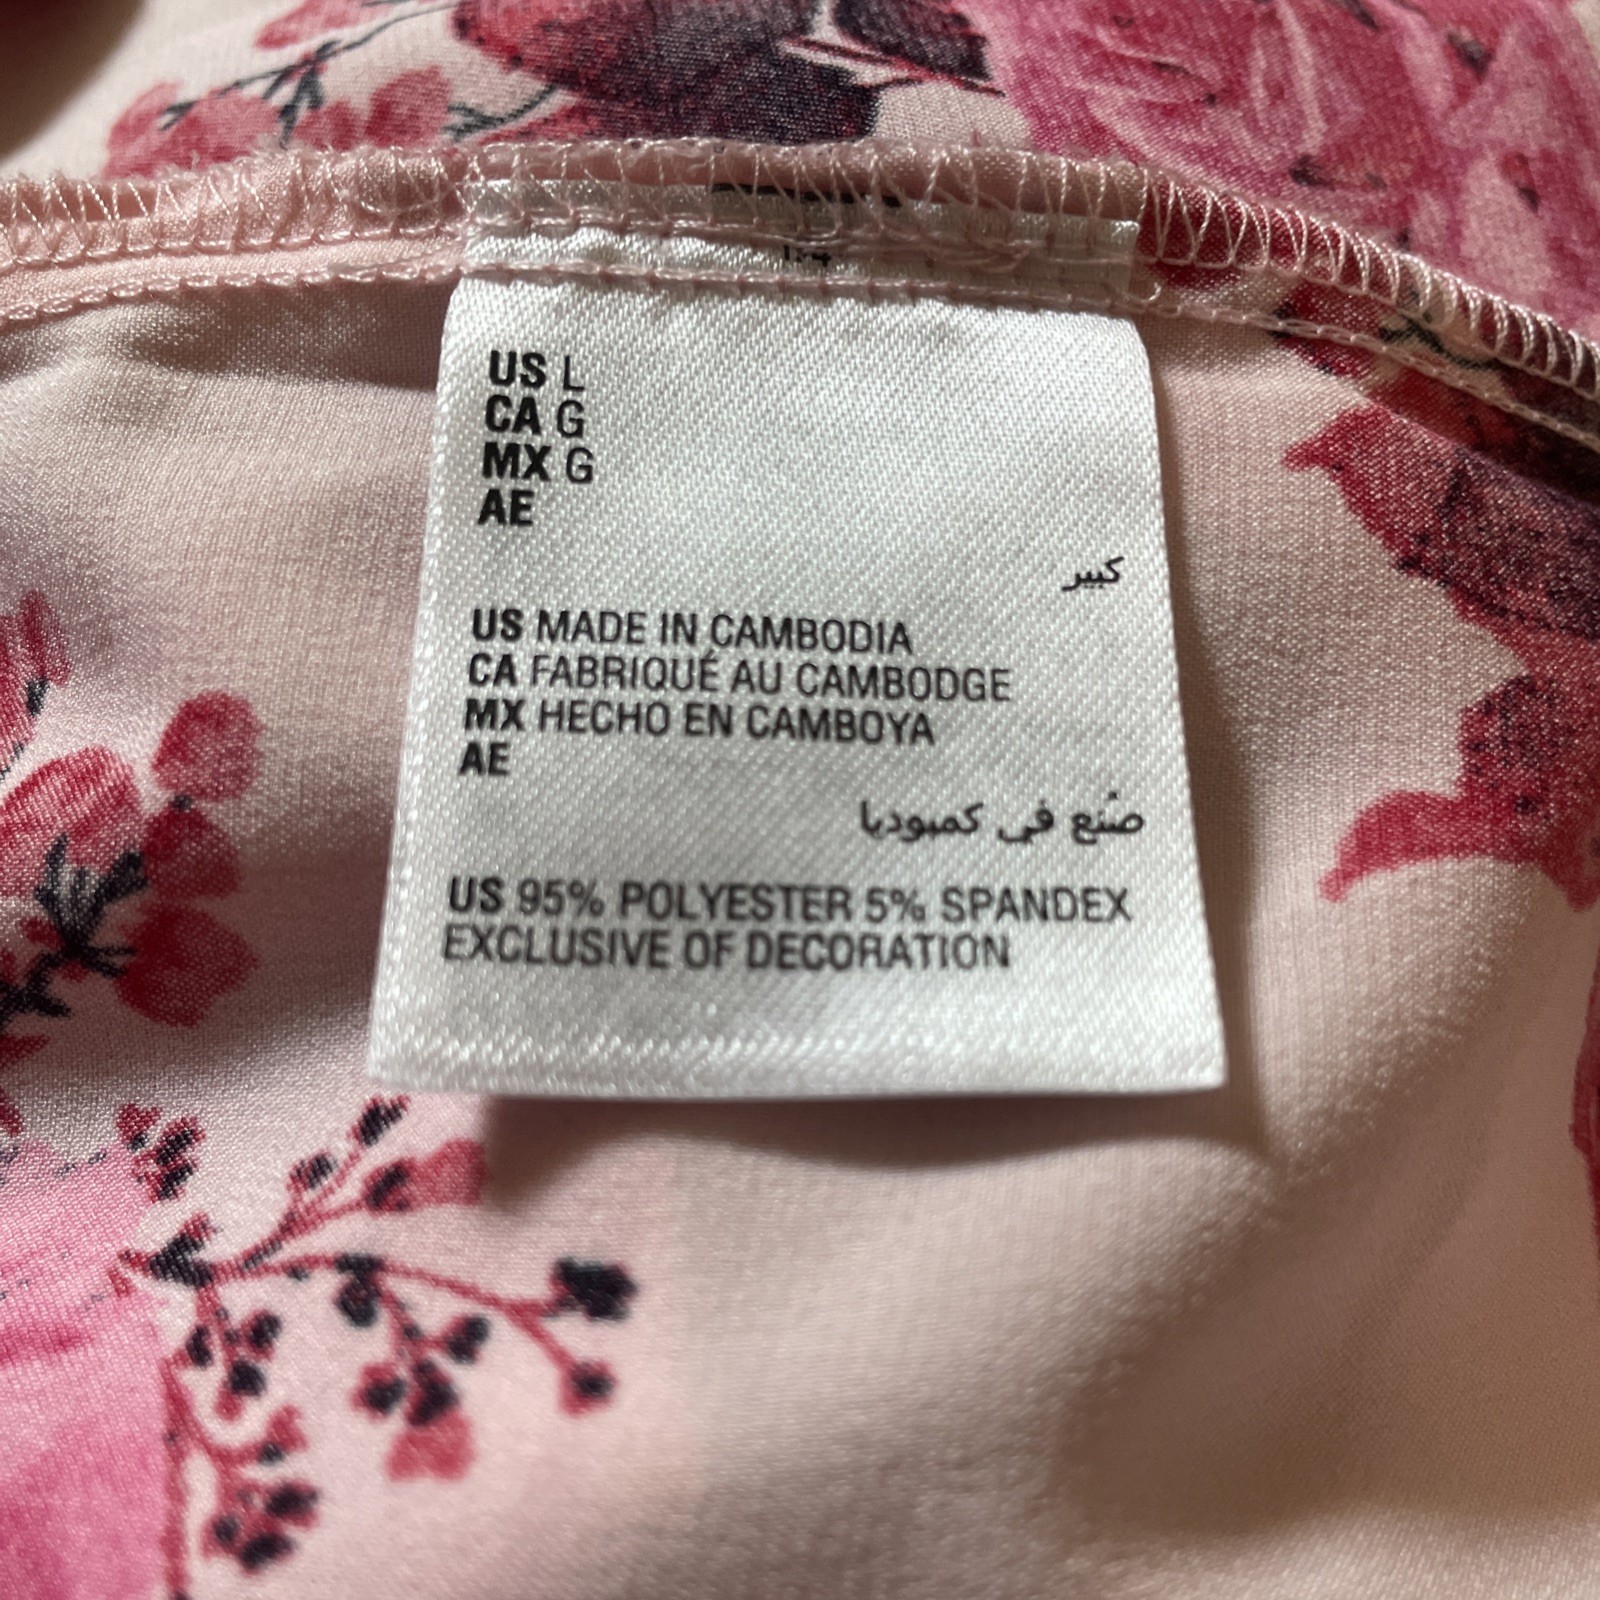 US L
CA G
MX G
AE
كبير
US MADE IN CAMBODIA
CA FABRIQUÉ AU CAMBODGE
MX HECHO EN CAMBOYA
AE
صُنع في كمبوديا
US 95% POLYESTER 5% SPANDEX
EXCLUSIVE OF DECORATION